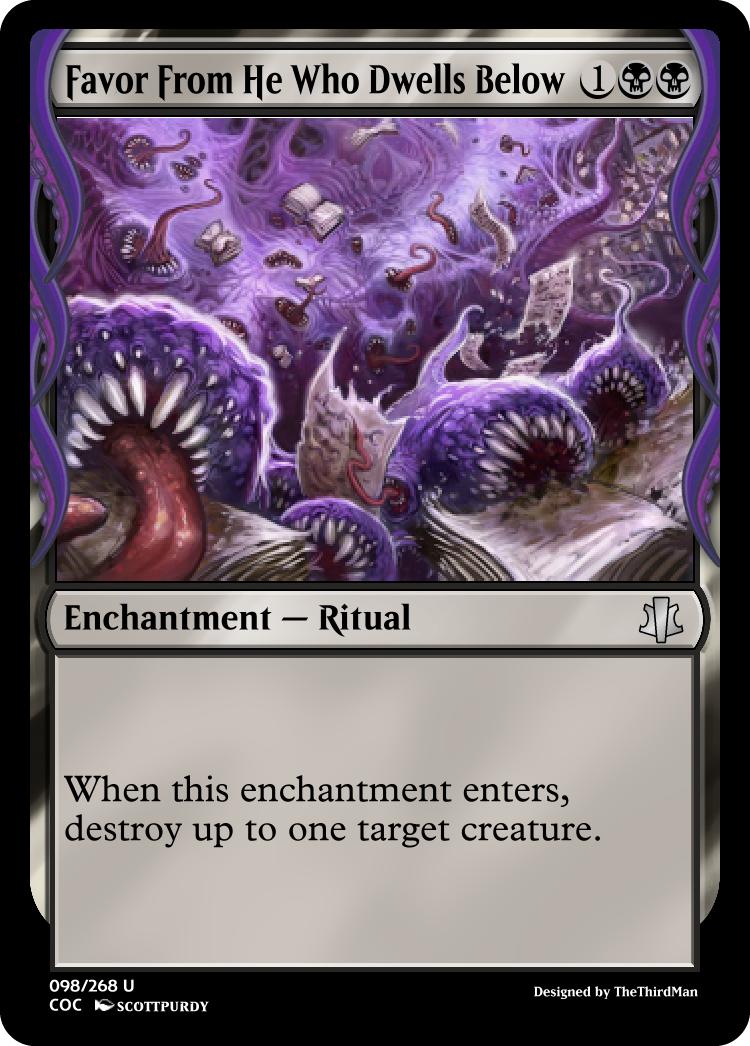 Favor From He Who Dwells Below 1
Enchantment — Ritual
When this enchantment enters,
destroy up to one target creature.
098/268 U
COC SCOTTPURDY
Designed by TheThirdMan